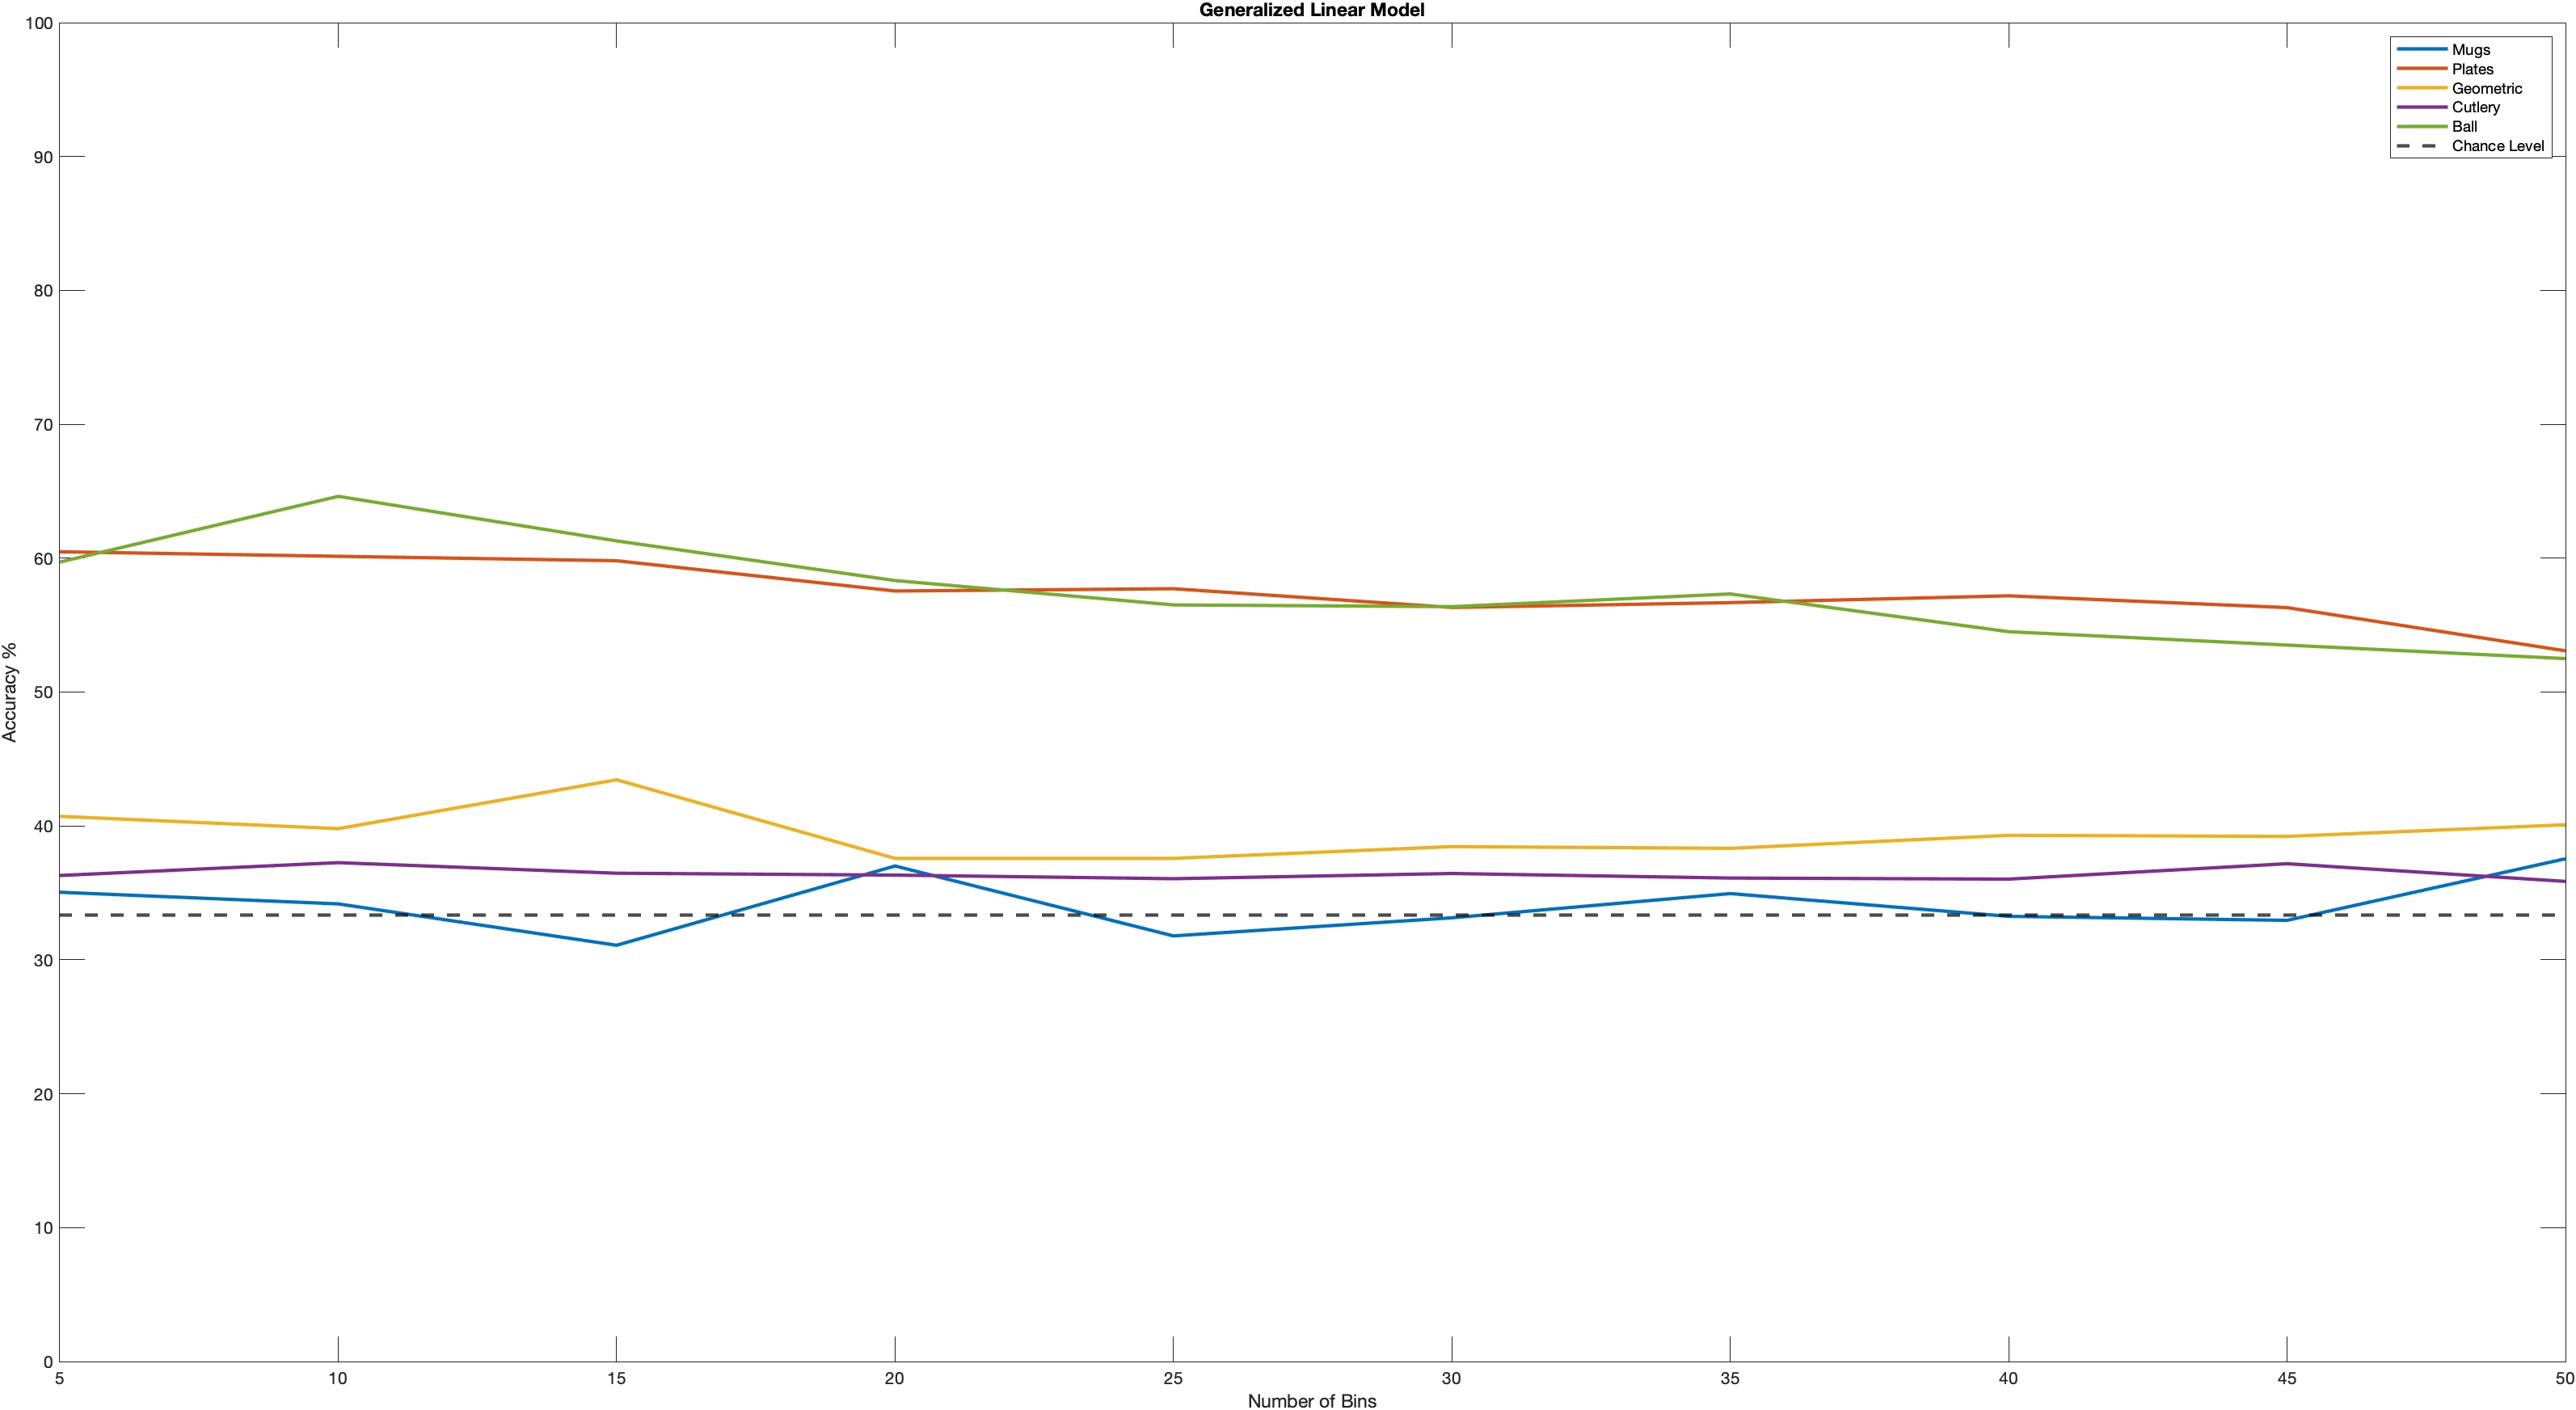 Generalized Linear Model
100
90
80
70
60
50
40
30
20
10
0
Accuracy %
Mugs
Plates
Geometric
Cutlery
Ball
Chance Level
5 10 15 20 25 30 35 40 45 50
Number of Bins